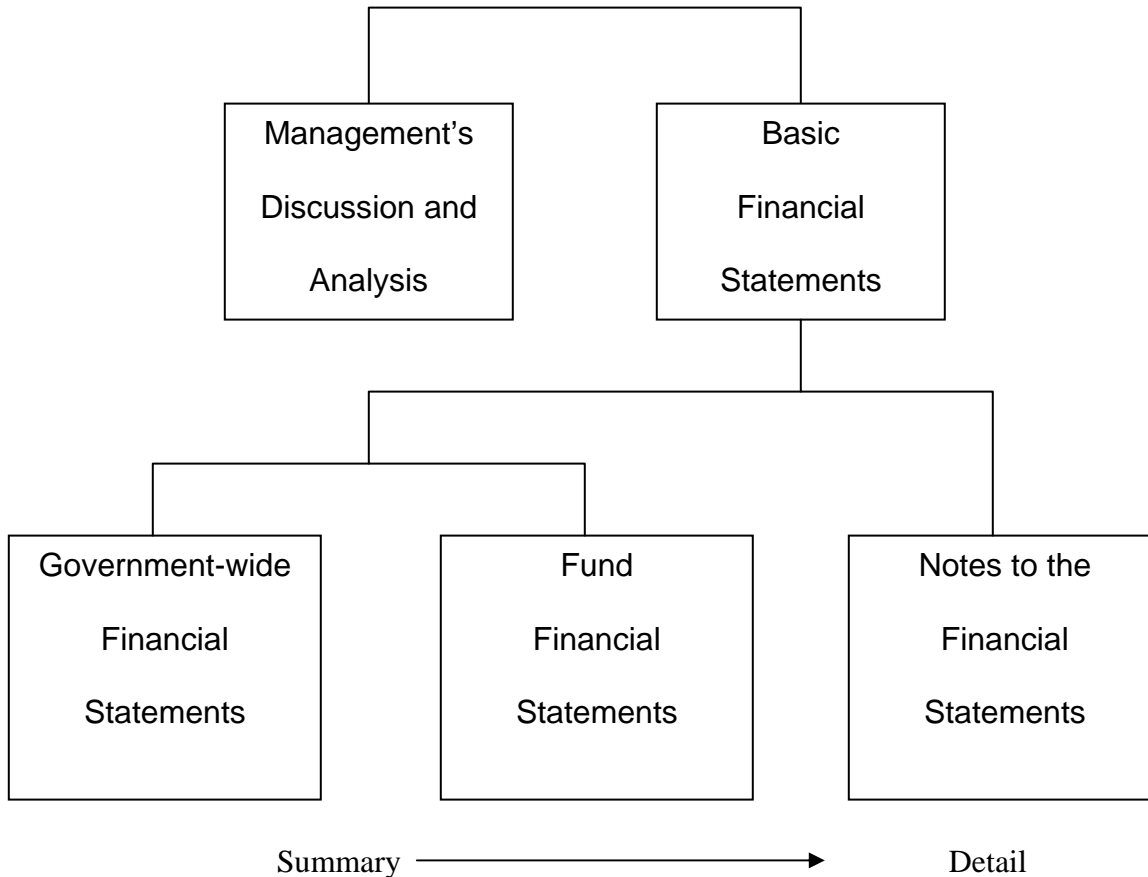 Management’s
Discussion and
Analysis
Basic
Financial
Statements
Government-wide
Financial
Statements
Fund
Financial
Statements
Notes to the
Financial
Statements
Summary
Detail